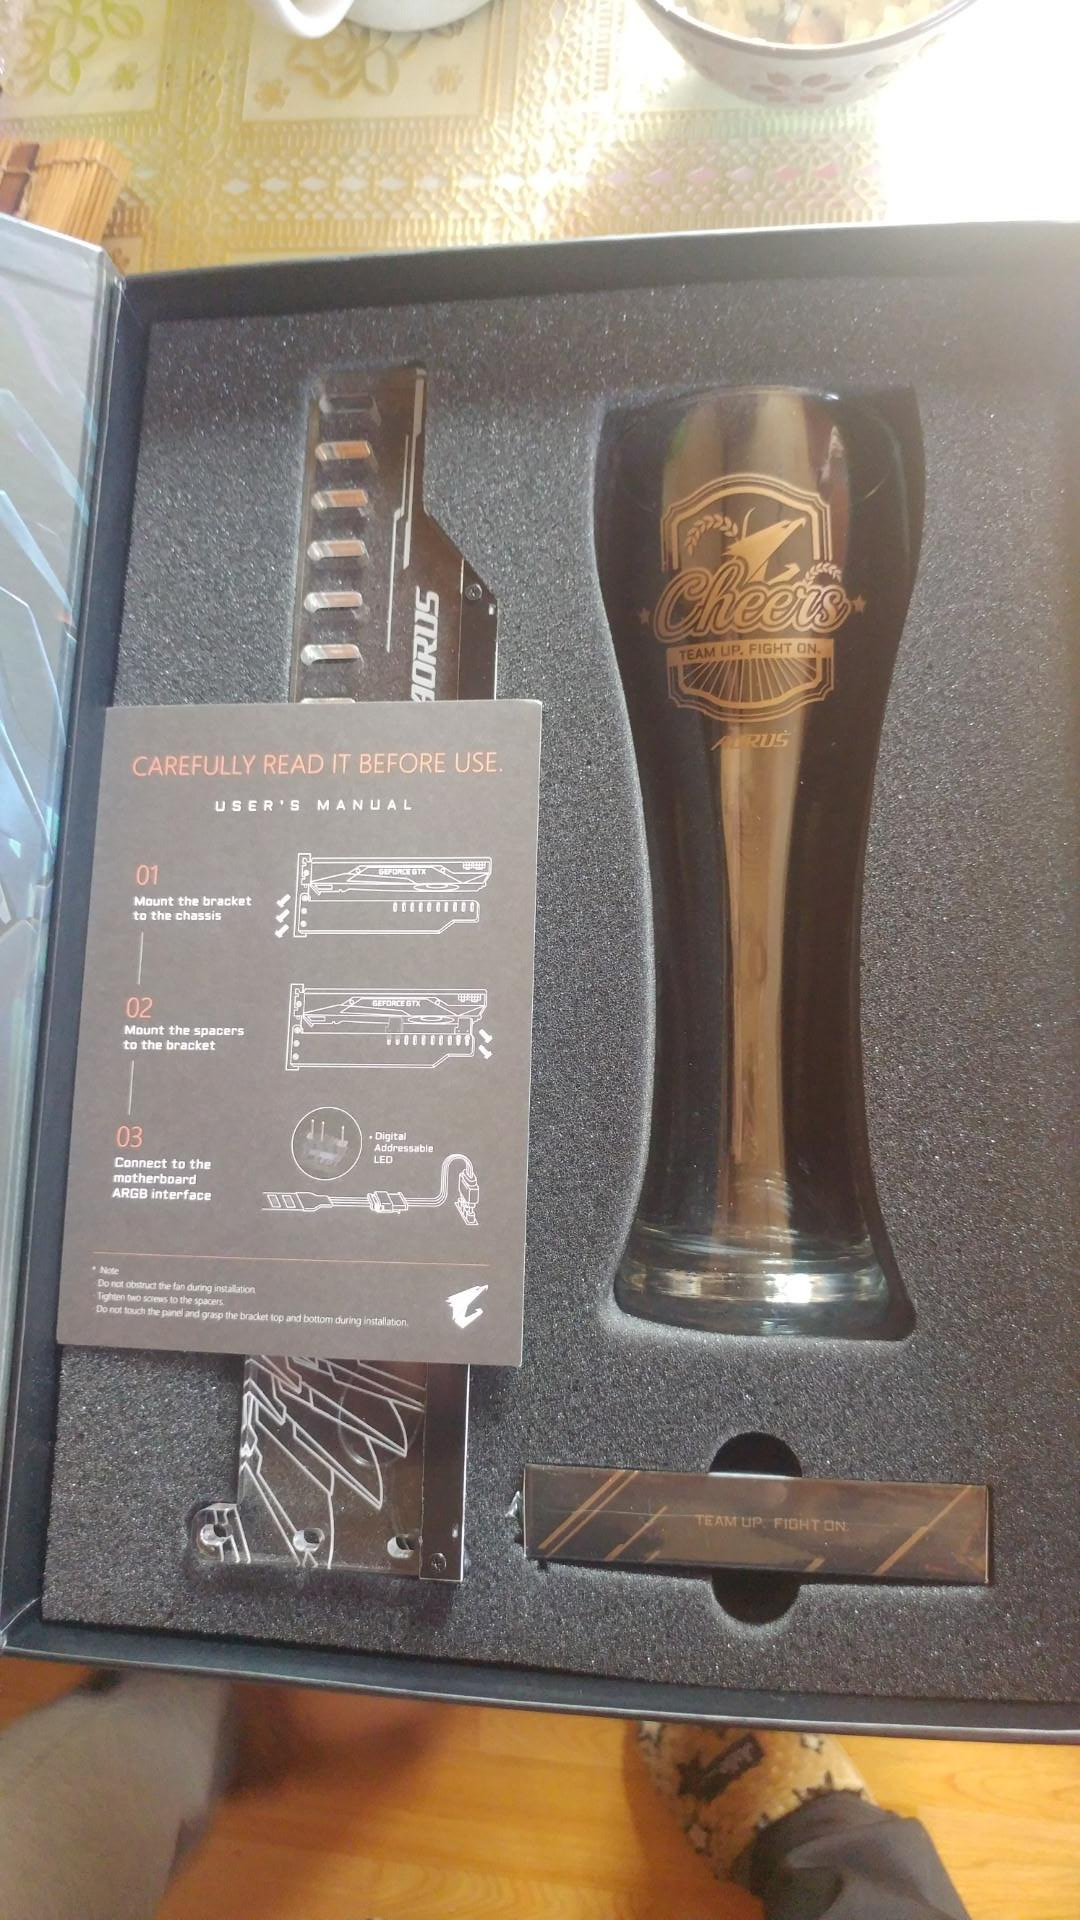 AORUS
Cheers
TEAM UP. FIGHT ON.
AORUS
CAREFULLY READ IT BEFORE USE.
USER'S MANUAL
01
Mount the bracket
to the chassis
GEFORCE GTX
02
Mount the spacers
to the bracket
GEFORCE GTX
03
Connect to the
motherboard
ARGB interface
• Digital
Addressable
LED
* Note
· Do not obstruct the fan during installation.
· Tighten two screws to the spacers.
· Do not touch the panel and grasp the bracket top and bottom during installation.
TEAM UP. FIGHT ON.